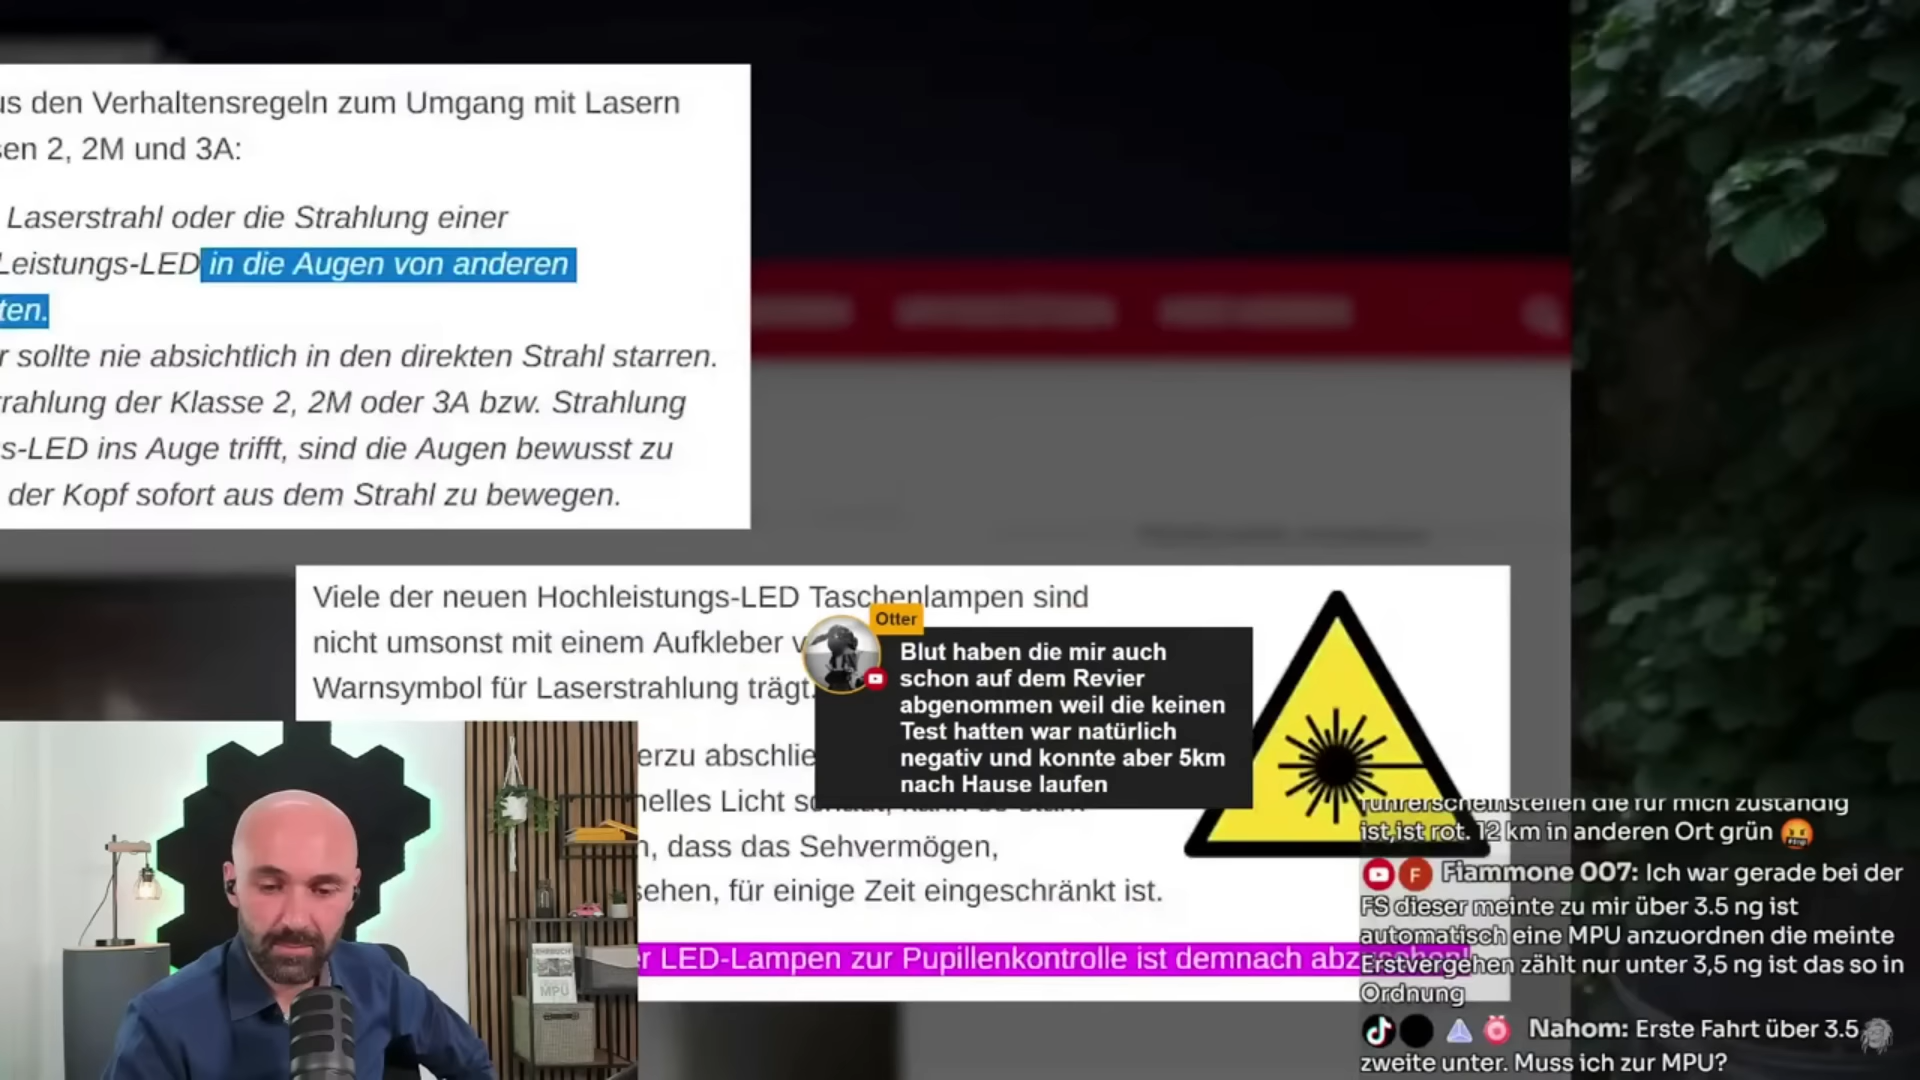 us den Verhaltensregeln zum Umgang mit Lasern
sen 2, 2M und 3A:
Laserstrahl oder die Strahlung einer
Leistungs-LED in die Augen von anderen
ten.
r sollte nie absichtlich in den direkten Strahl starren.
trahlung der Klasse 2, 2M oder 3A bzw. Strahlung
s-LED ins Auge trifft, sind die Augen bewusst zu
der Kopf sofort aus dem Strahl zu bewegen.
Viele der neuen Hochleistungs-LED Taschenlampen sind
nicht umsonst mit einem Aufkleber v
Warnsymbol für Laserstrahlung trägt.
Otter
Blut haben die mir auch
schon auf dem Revier
abgenommen weil die keinen
Test hatten war natürlich
negativ und konnte aber 5km
nach Hause laufen
erzu abschlie
nelles Licht
dass das Sehvermögen,
sehen, für einige Zeit eingeschränkt ist.
er LED-Lampen zur Pupillenkontrolle ist demnach
MPU
führerscheinstellen die für mich zuständig
ist,ist rot. 12 km in anderen Ort grün 🤬
Fiammone 007: Ich war gerade bei der
FS dieser meinte zu mir über 3.5 ng ist
automatisch eine MPU anzuordnen die meinte
Erstvergehen zählt nur unter 3,5 ng ist das so in
Ordnung
Nahom: Erste Fahrt über 3.5
zweite unter. Muss ich zur MPU?